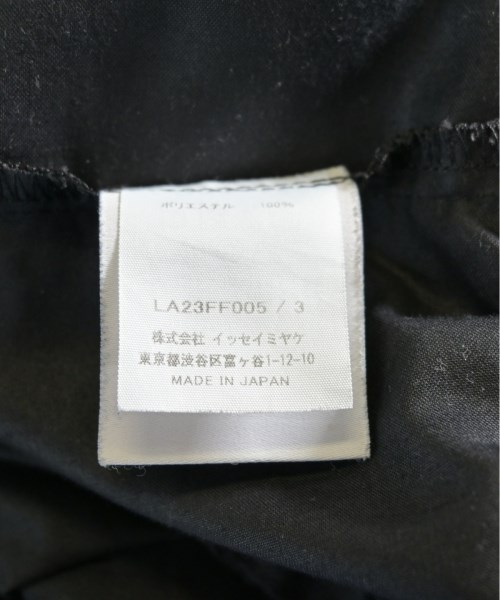 ポリエステル 100%
LA23FF005 / 3
株式会社 イッセイミヤケ
東京都渋谷区富ヶ谷1-12-10
MADE IN JAPAN